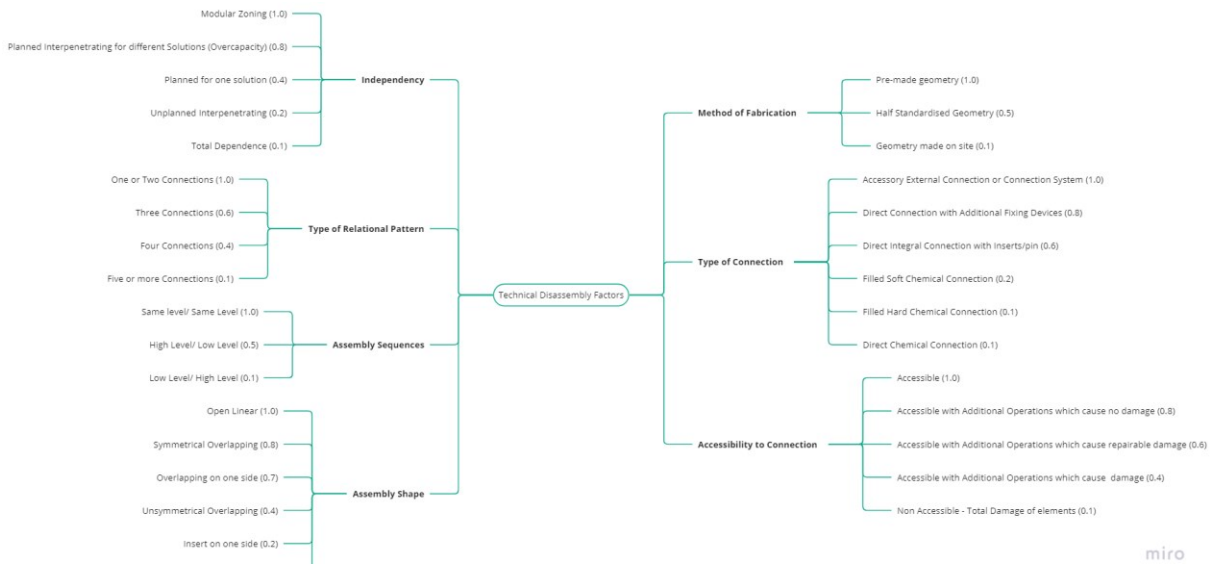 Modular Zoning (1.0)
Planned Interpenetrating for different Solutions (Overcapacity) (0.8)
Planned for one solution (0.4)
Independency
Unplanned Interpenetrating (0.2)
Total Dependence (0.1)
One or Two Connections (1.0)
Three Connections (0.6)
Type of Relational Pattern
Four Connections (0.4)
Five or more Connections (0.1)
Same level/ Same Level (1.0)
High Level/ Low Level (0.5)
Assembly Sequences
Low Level/ High Level (0.1)
Open Linear (1.0)
Symmetrical Overlapping (0.8)
Overlapping on one side (0.7)
Assembly Shape
Unsymmetrical Overlapping (0.4)
Insert on one side (0.2)
Technical Disassembly Factors
Pre-made geometry (1.0)
Method of Fabrication
Half Standardised Geometry (0.5)
Geometry made on site (0.1)
Accessory External Connection or Connection System (1.0)
Direct Connection with Additional Fixing Devices (0.8)
Direct Integral Connection with Inserts/pin (0.6)
Type of Connection
Filled Soft Chemical Connection (0.2)
Filled Hard Chemical Connection (0.1)
Direct Chemical Connection (0.1)
Accessible (1.0)
Accessible with Additional Operations which cause no damage (0.8)
Accessibility to Connection
Accessible with Additional Operations which cause repairable damage (0.6)
Accessible with Additional Operations which cause  damage (0.4)
Non Accessible - Total Damage of elements (0.1)
miro